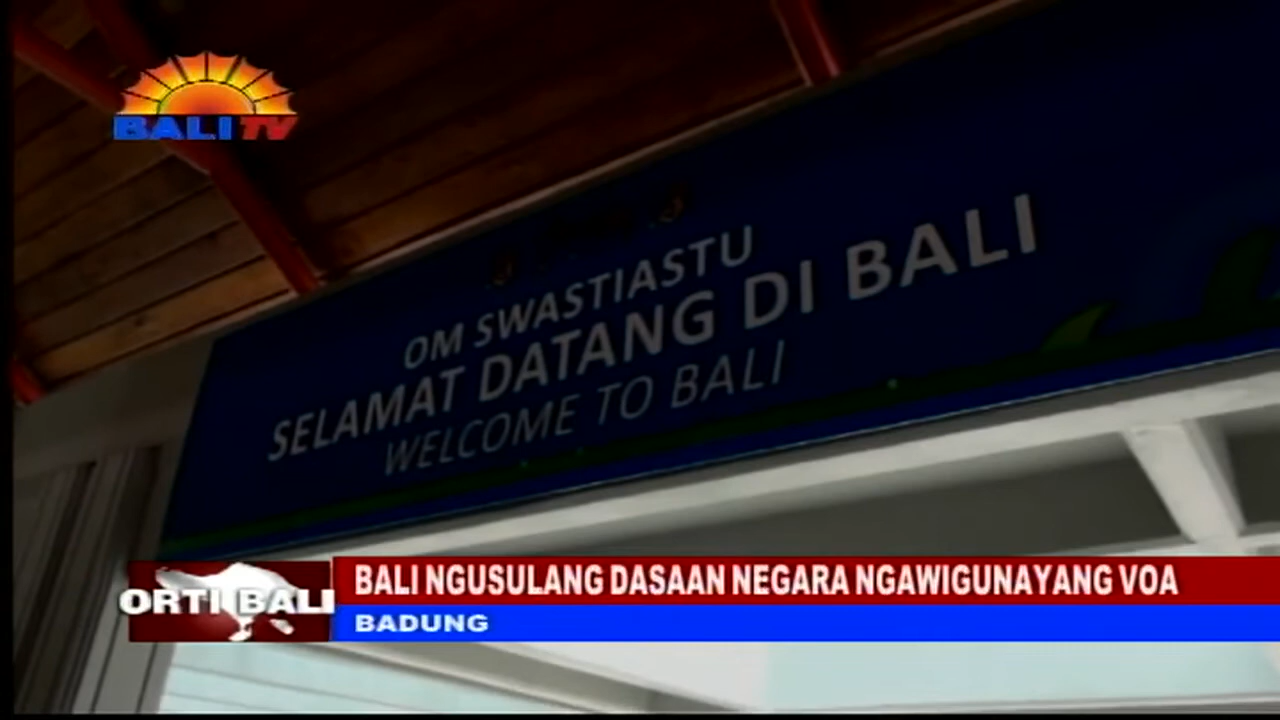 BALI TV
OM SWASTIASTU
SELAMAT DATANG DI BALI
WELCOME TO BALI
ORTI BALI
BALI NGUSULANG DASAAN NEGARA NGAWIGUNAYANG VOA
BADUNG